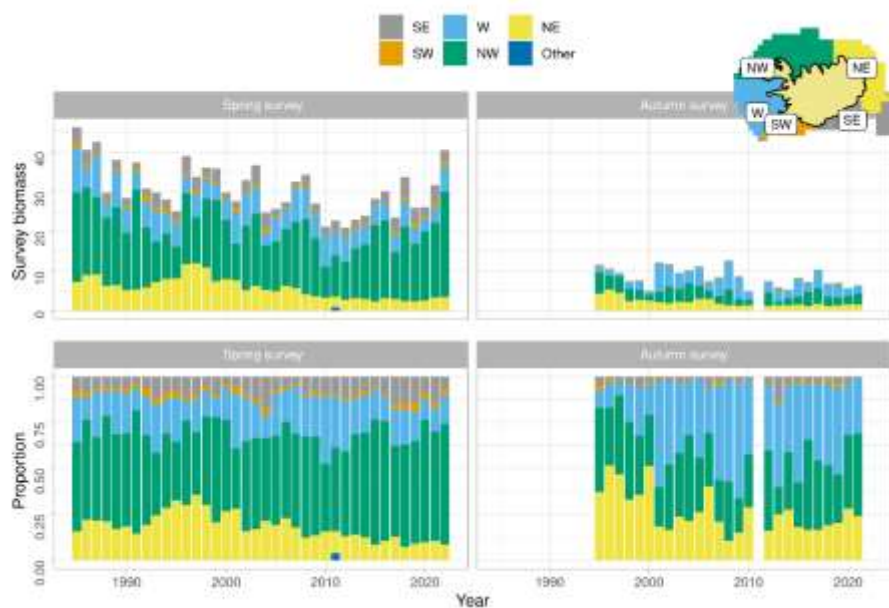 SE W NE
SW NW Other
NW NE
W SW SE
Spring survey
Autumn surve
Survey biomass
40
30
20
10
0
Spring survey
Autumn survey
Proportion
1.00
0.75
0.50
0.25
0.00
1990 2000 2010 2020 1990 2000 2010 2020
Year